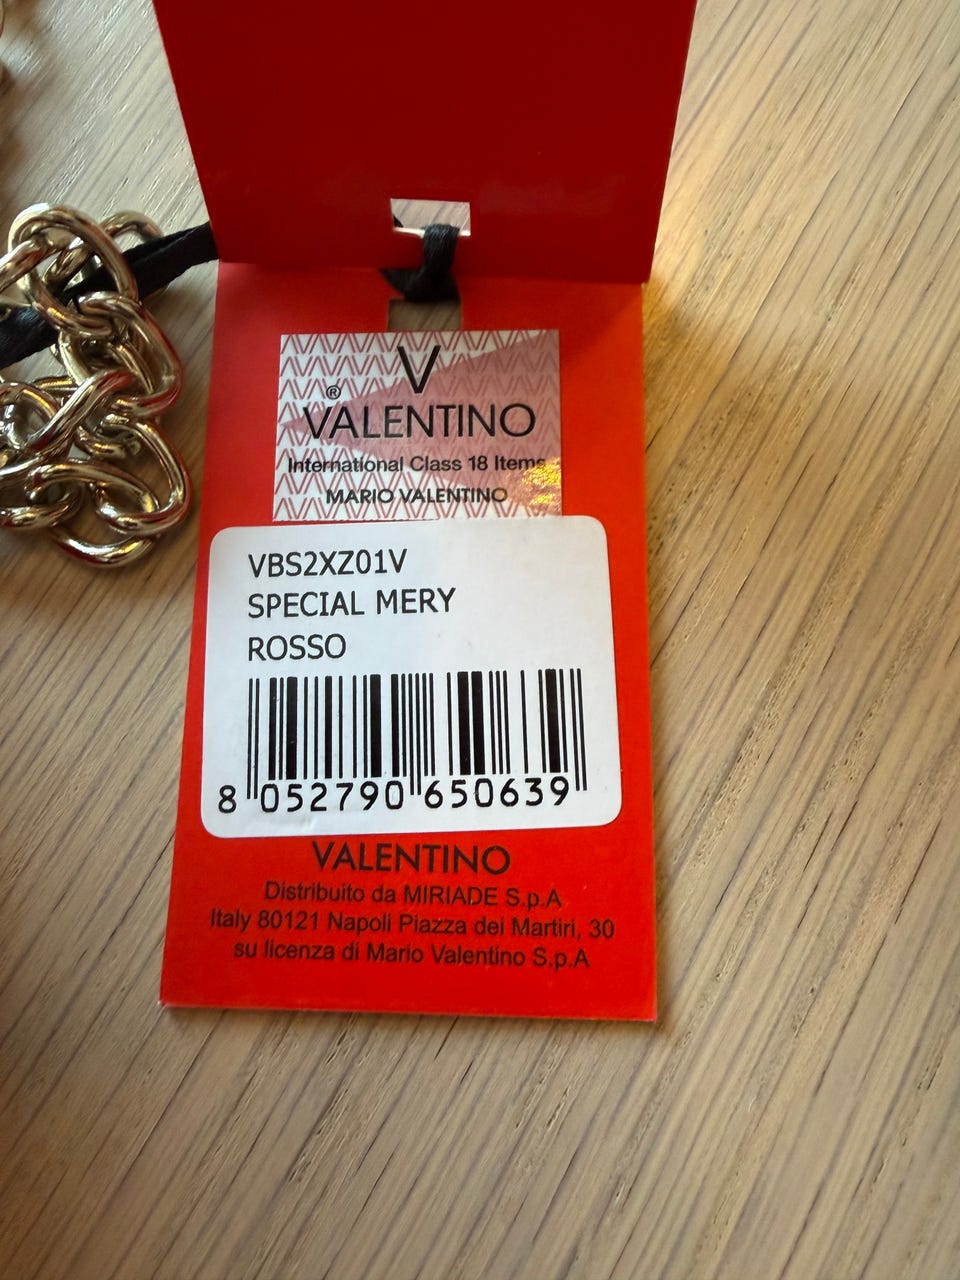 V
®
VALENTINO
International Class 18 Items
MARIO VALENTINO
VBS2XZ01V
SPECIAL MERY
ROSSO
8 052790 650639
VALENTINO
Distribuito da MIRIADE S.p.A
Italy 80121 Napoli Piazza dei Martiri, 30
su licenza di Mario Valentino S.p.A